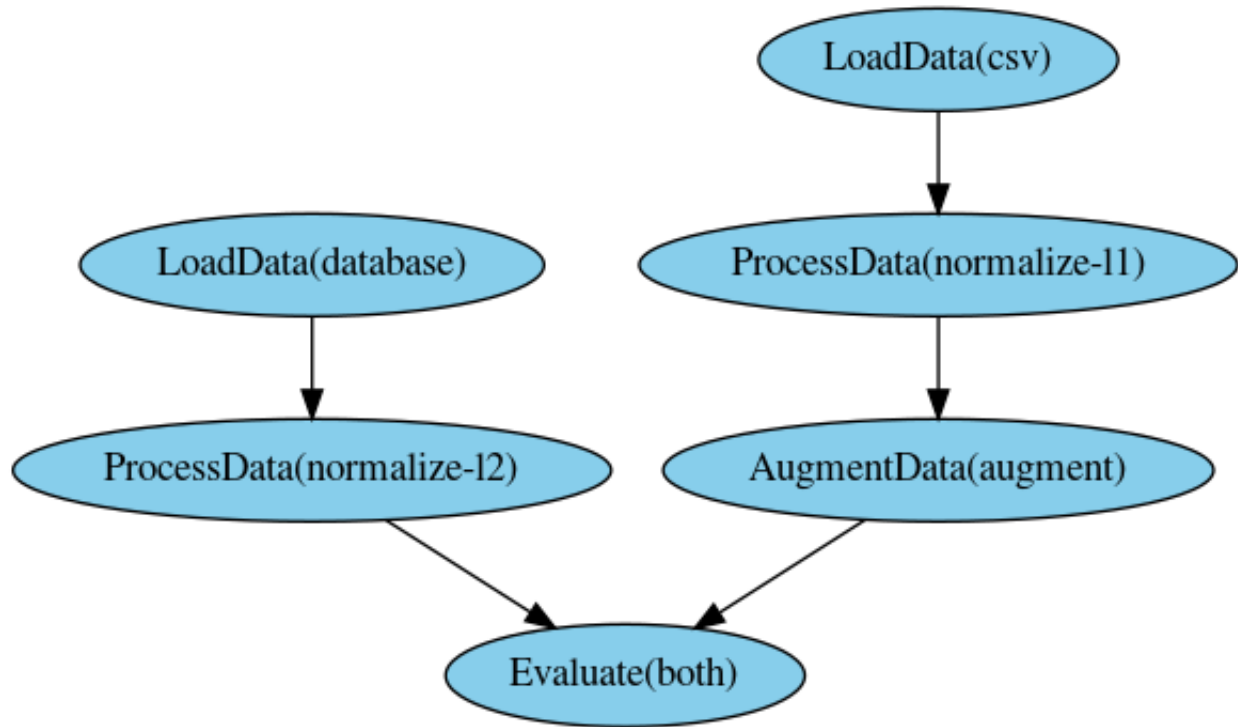 LoadData(csv)
LoadData(database)
ProcessData(normalize-l1)
ProcessData(normalize-l2)
AugmentData(augment)
Evaluate(both)